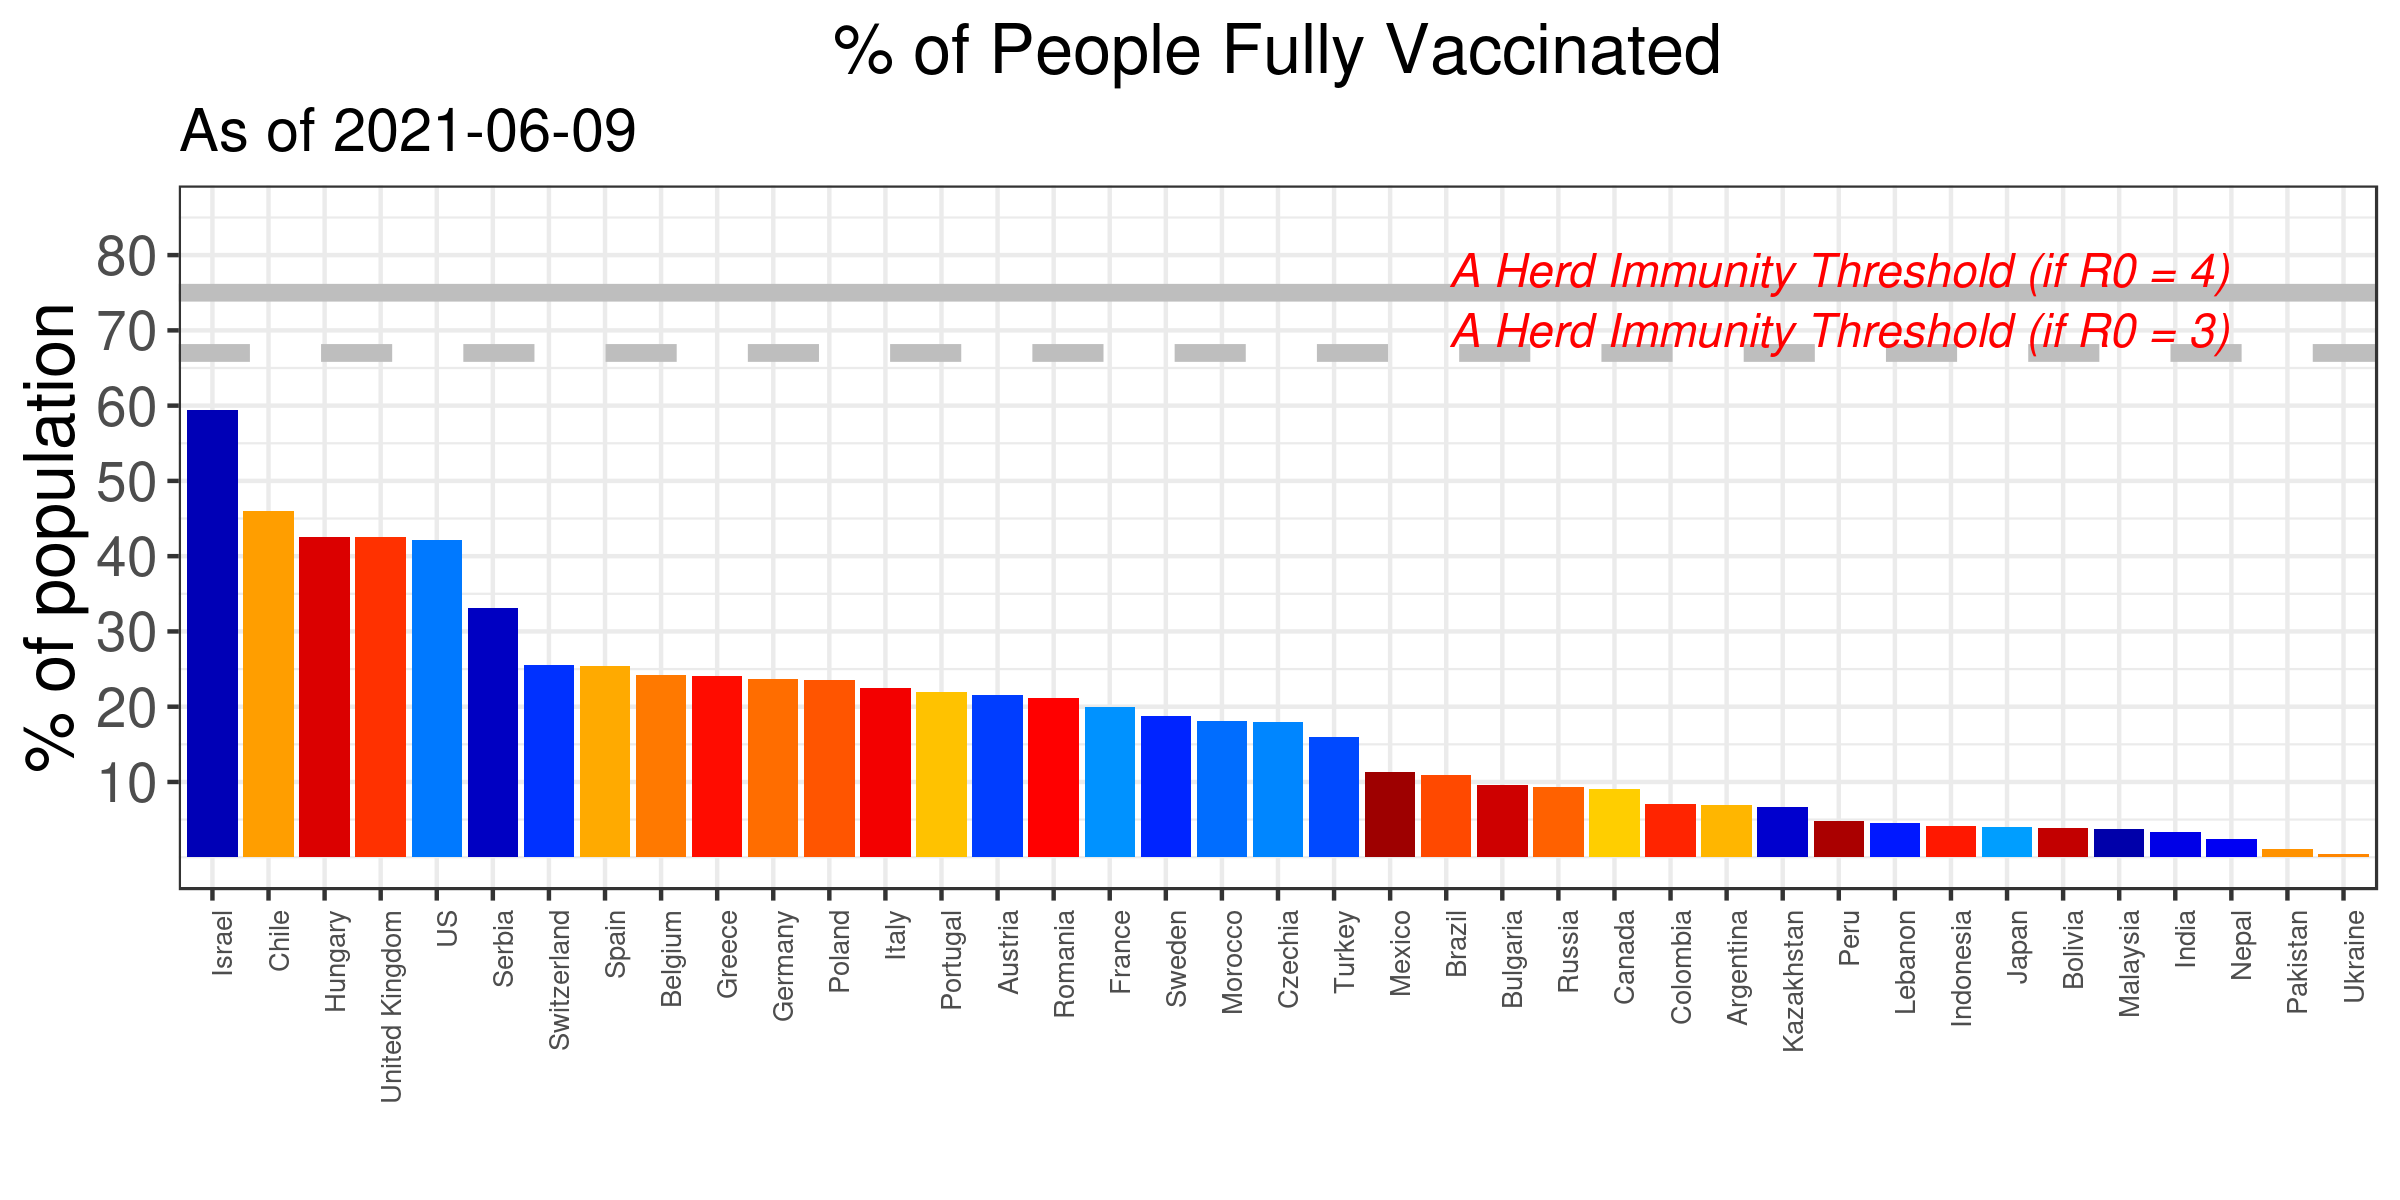 % of People Fully Vaccinated
As of 2021-06-09
% of population
80
70
60
50
40
30
20
10
A Herd Immunity Threshold (if R0 = 4)
A Herd Immunity Threshold (if R0 = 3)
Israel
Chile
Hungary
United Kingdom
US
Serbia
Switzerland
Spain
Belgium
Greece
Germany
Poland
Italy
Portugal
Austria
Romania
France
Sweden
Morocco
Czechia
Turkey
Mexico
Brazil
Bulgaria
Russia
Canada
Colombia
Argentina
Kazakhstan
Peru
Lebanon
Indonesia
Japan
Bolivia
Malaysia
India
Nepal
Pakistan
Ukraine